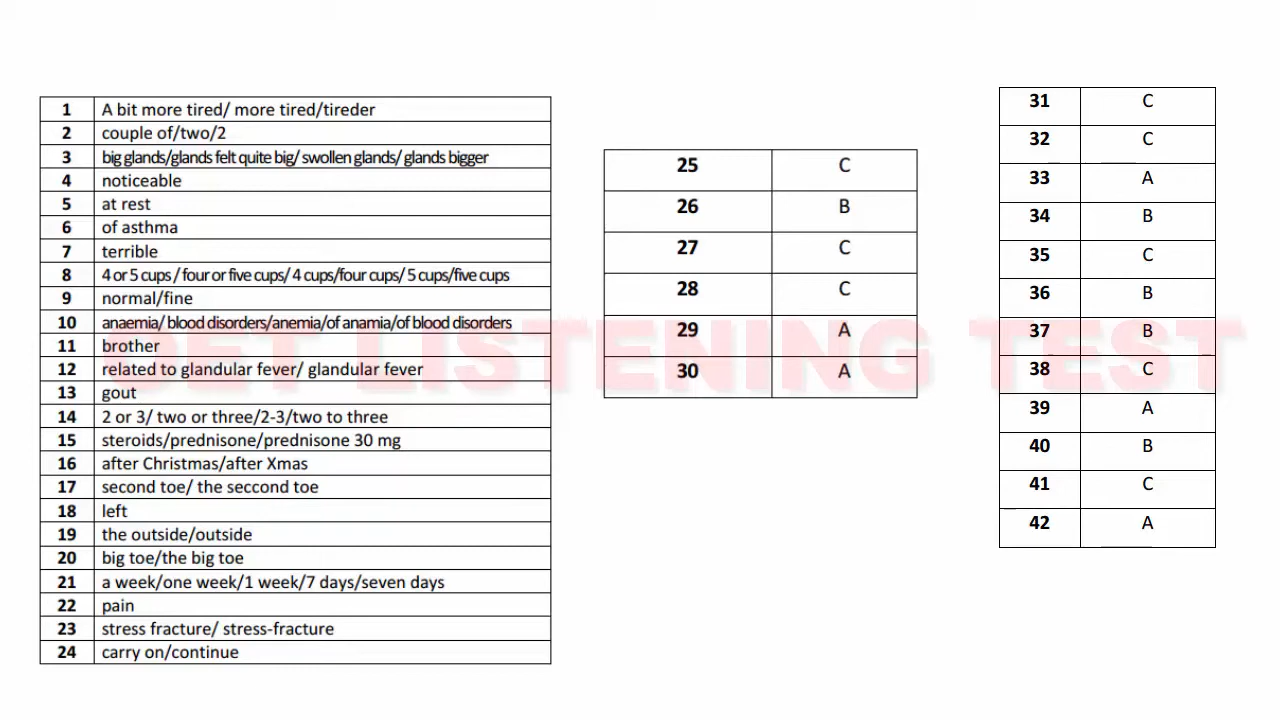 1 A bit more tired/ more tired/tireder
2 couple of/two/2
3 big glands/glands felt quite big/ swollen glands/ glands bigger
4 noticeable
5 at rest
6 of asthma
7 terrible
8 4 or 5 cups / four or five cups/ 4 cups/four cups/ 5 cups/five cups
9 normal/fine
10 anaemia/ blood disorders/anemia/of anamia/of blood disorders
11 brother
12 related to glandular fever/ glandular fever
13 gout
14 2 or 3/ two or three/2-3/two to three
15 steroids/prednisone/prednisone 30 mg
16 after Christmas/after Xmas
17 second toe/ the seccond toe
18 left
19 the outside/outside
20 big toe/the big toe
21 a week/one week/1 week/7 days/seven days
22 pain
23 stress fracture/ stress-fracture
24 carry on/continue
25 C
26 B
27 C
28 C
29 A
30 A
31 C
32 C
33 A
34 B
35 C
36 B
37 B
38 C
39 A
40 B
41 C
42 A
OET LISTENING TEST